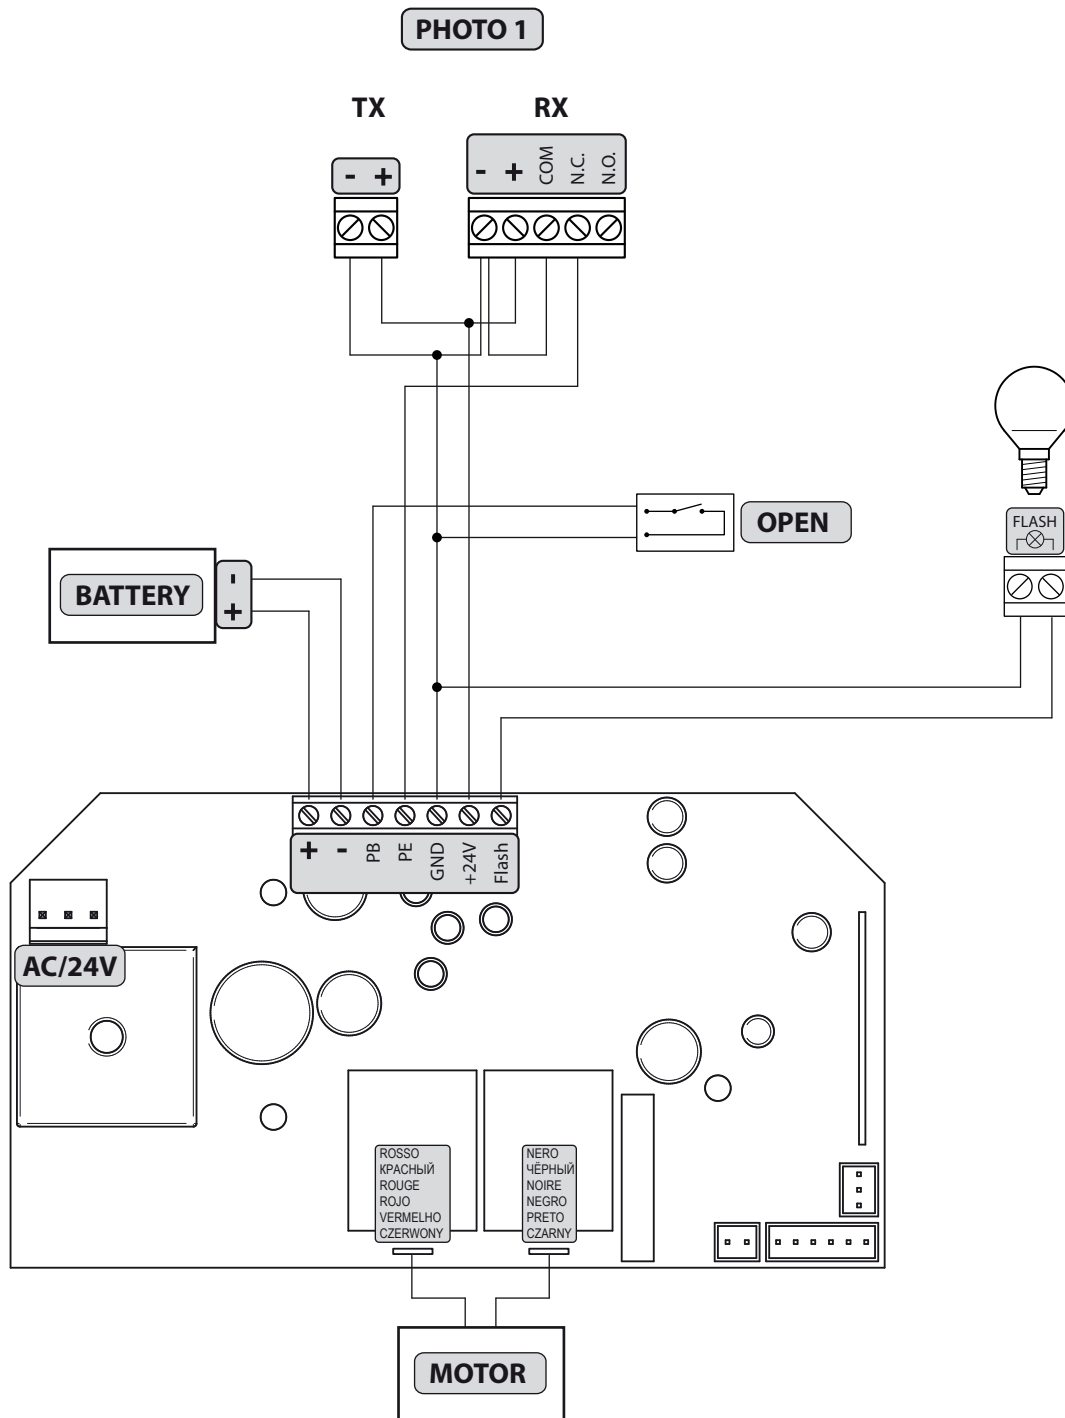 PHOTO 1
TX
RX
- +
- + COM N.C. N.O.
FLASH
OPEN
BATTERY
-
+
+ - PB PE GND +24V Flash
AC/24V
ROSSO
КРАСНЫЙ
ROUGE
ROJO
VERMELHO
CZERWONY
NERO
ЧЁРНЫЙ
NOIRE
NEGRO
PRETO
CZARNY
MOTOR